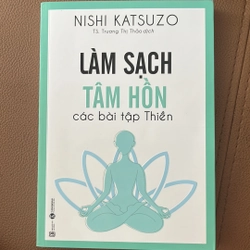 NISHI KATSUZO
TS. Trương Thị Thảo dịch
LÀM SẠCH
TÂM HỒN
các bài tập Thiền